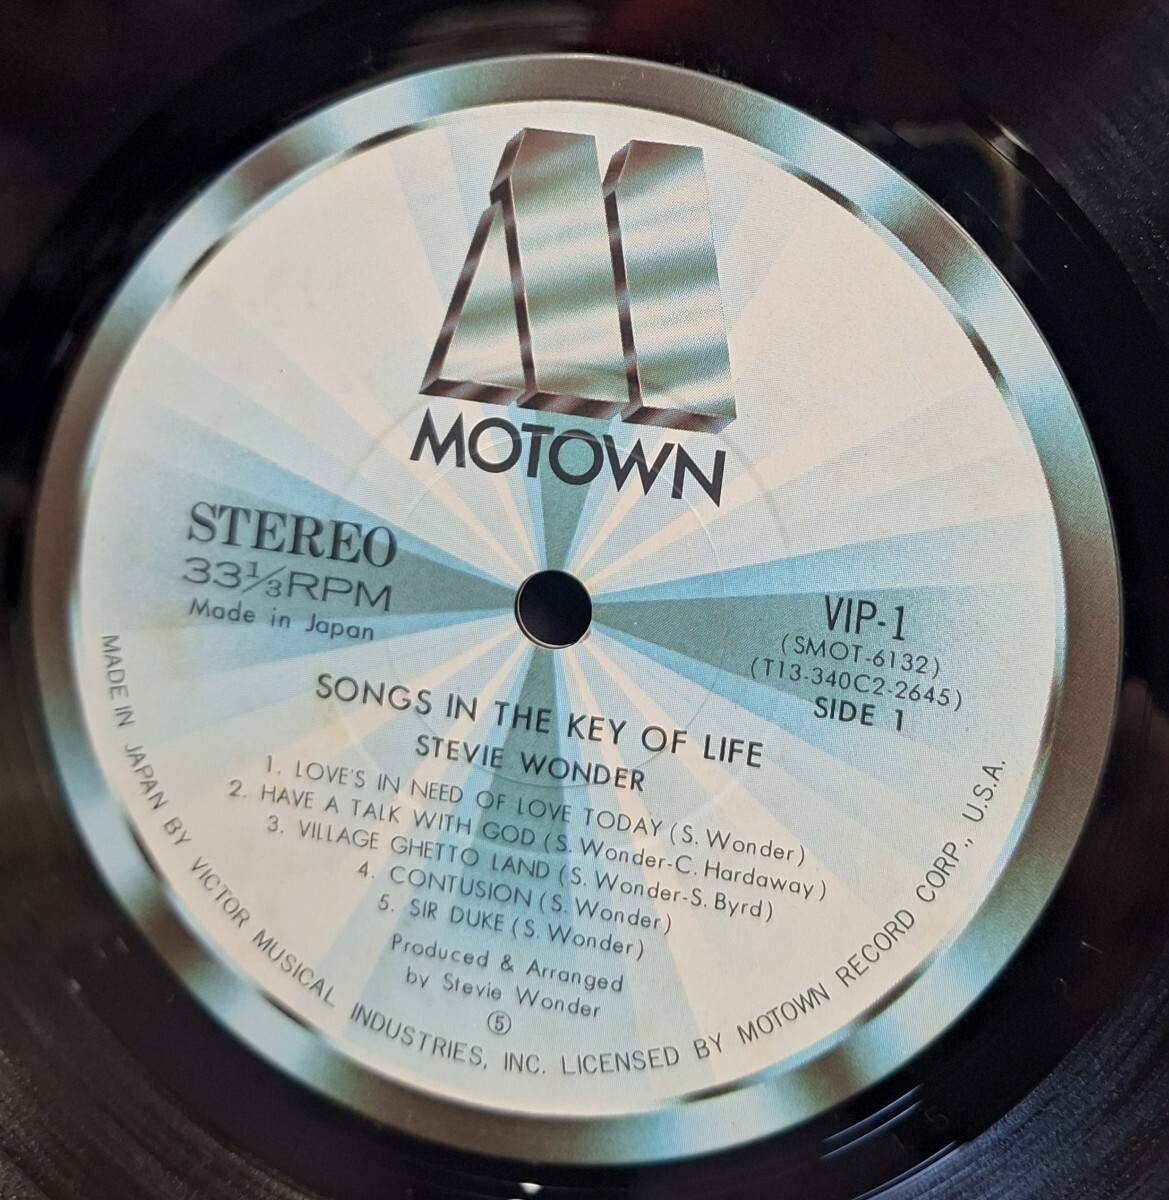 MOTOWN
STEREO
33⅓RPM
Made in Japan
VIP-1
(SMOT-6132)
(T13-340C2-2645)
SIDE 1
SONGS IN THE KEY OF LIFE
STEVIE WONDER
1. LOVE'S IN NEED OF LOVE TODAY (S. Wonder)
2. HAVE A TALK WITH GOD (S. Wonder-C. Hardaway)
3. VILLAGE GHETTO LAND (S. Wonder-S. Byrd)
4. CONTUSION (S. Wonder)
5. SIR DUKE (S. Wonder)
Produced & Arranged
by Stevie Wonder
⑤
MADE IN JAPAN BY VICTOR MUSICAL INDUSTRIES, INC. LICENSED BY MOTOWN RECORD CORP., U.S.A.